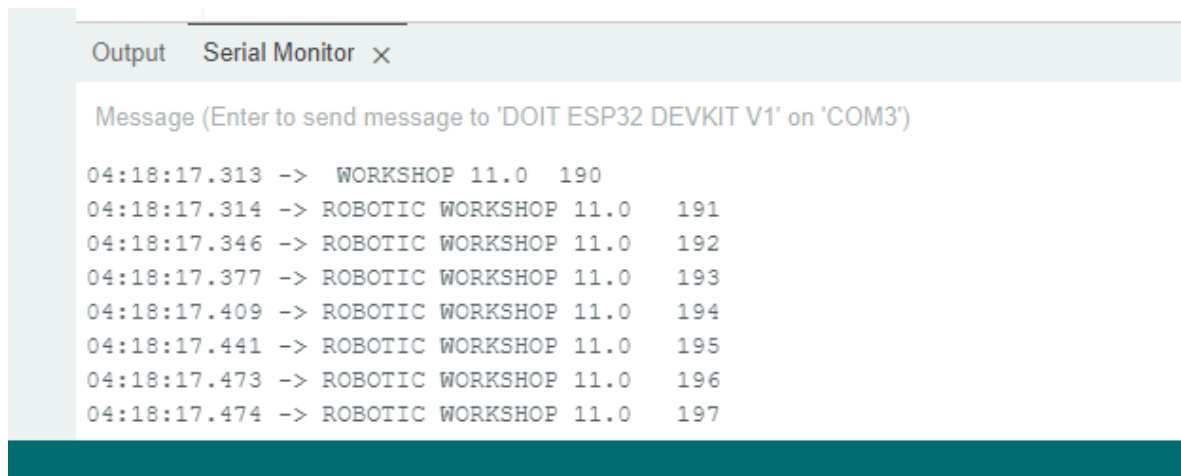 Output Serial Monitor ×
Message (Enter to send message to 'DOIT ESP32 DEVKIT V1' on 'COM3')
04:18:17.313 ->  WORKSHOP 11.0  190
04:18:17.314 -> ROBOTIC WORKSHOP 11.0   191
04:18:17.346 -> ROBOTIC WORKSHOP 11.0   192
04:18:17.377 -> ROBOTIC WORKSHOP 11.0   193
04:18:17.409 -> ROBOTIC WORKSHOP 11.0   194
04:18:17.441 -> ROBOTIC WORKSHOP 11.0   195
04:18:17.473 -> ROBOTIC WORKSHOP 11.0   196
04:18:17.474 -> ROBOTIC WORKSHOP 11.0   197